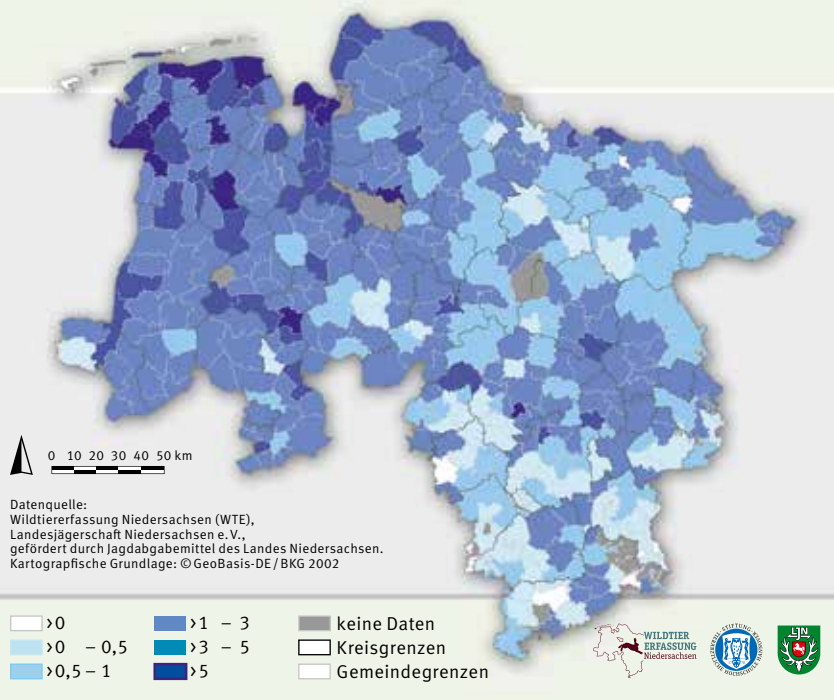 0 10 20 30 40 50 km
Datenquelle:
Wildtiererfassung Niedersachsen (WTE),
Landesjägerschaft Niedersachsen e. V.,
gefördert durch Jagdabgabemittel des Landes Niedersachsen.
Kartografische Grundlage: © GeoBasis-DE / BKG 2002
>0
>0 – 0,5
>0,5 – 1
>1 – 3
>3 – 5
>5
keine Daten
Kreisgrenzen
Gemeindegrenzen
WILDTIER
ERFASSUNG
Niedersachsen
LJN